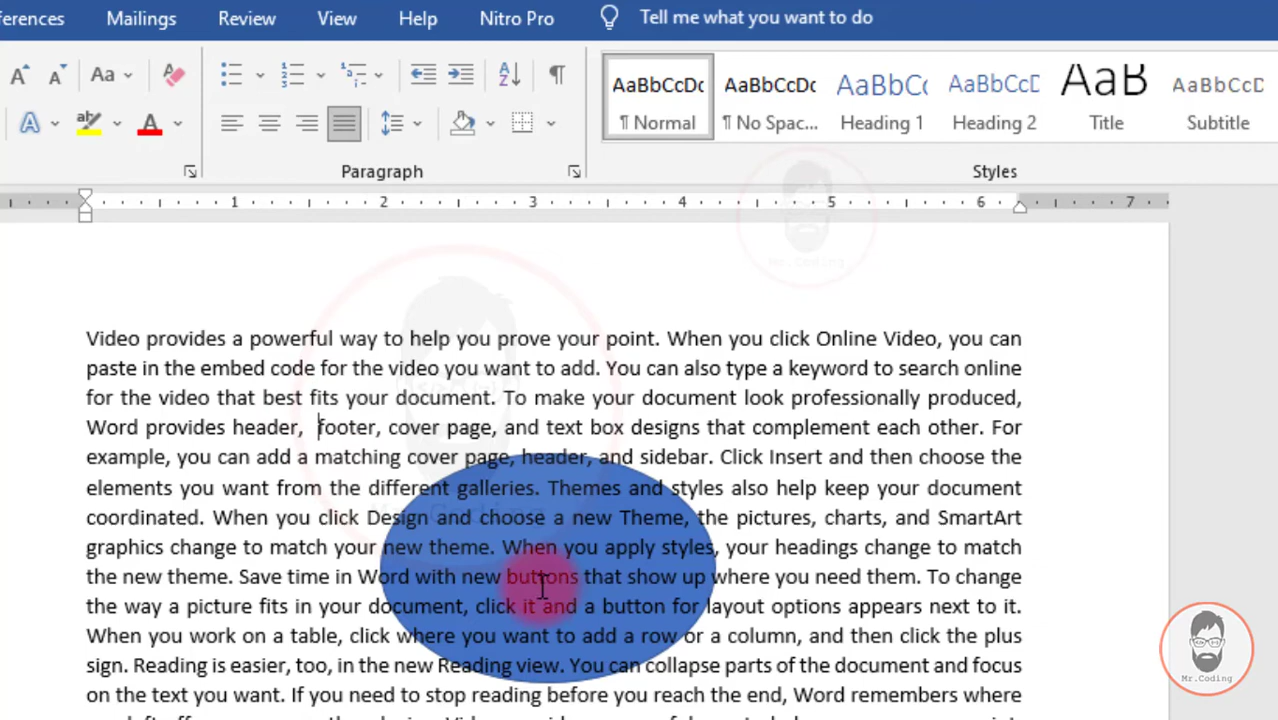 erences Mailings Review View Help Nitro Pro Tell me what you want to do
AaBbCcDc AaBbCcDc AaBbCc AaBbCcD AaB AaBbCcD
¶ Normal ¶ No Spac... Heading 1 Heading 2 Title Subtitle
Paragraph Styles
1 2 3 4 5 6 7
Video provides a powerful way to help you prove your point. When you click Online Video, you can
paste in the embed code for the video you want to add. You can also type a keyword to search online
for the video that best fits your document. To make your document look professionally produced,
Word provides header, footer, cover page, and text box designs that complement each other. For
example, you can add a matching cover page, header, and sidebar. Click Insert and then choose the
elements you want from the different galleries. Themes and styles also help keep your document
coordinated. When you click Design and choose a new Theme, the pictures, charts, and SmartArt
graphics change to match your new theme. When you apply styles, your headings change to match
the new theme. Save time in Word with new buttons that show up where you need them. To change
the way a picture fits in your document, click it and a button for layout options appears next to it.
When you work on a table, click where you want to add a row or a column, and then click the plus
sign. Reading is easier, too, in the new Reading view. You can collapse parts of the document and focus
on the text you want. If you need to stop reading before you reach the end, Word remembers where
Mr.Coding